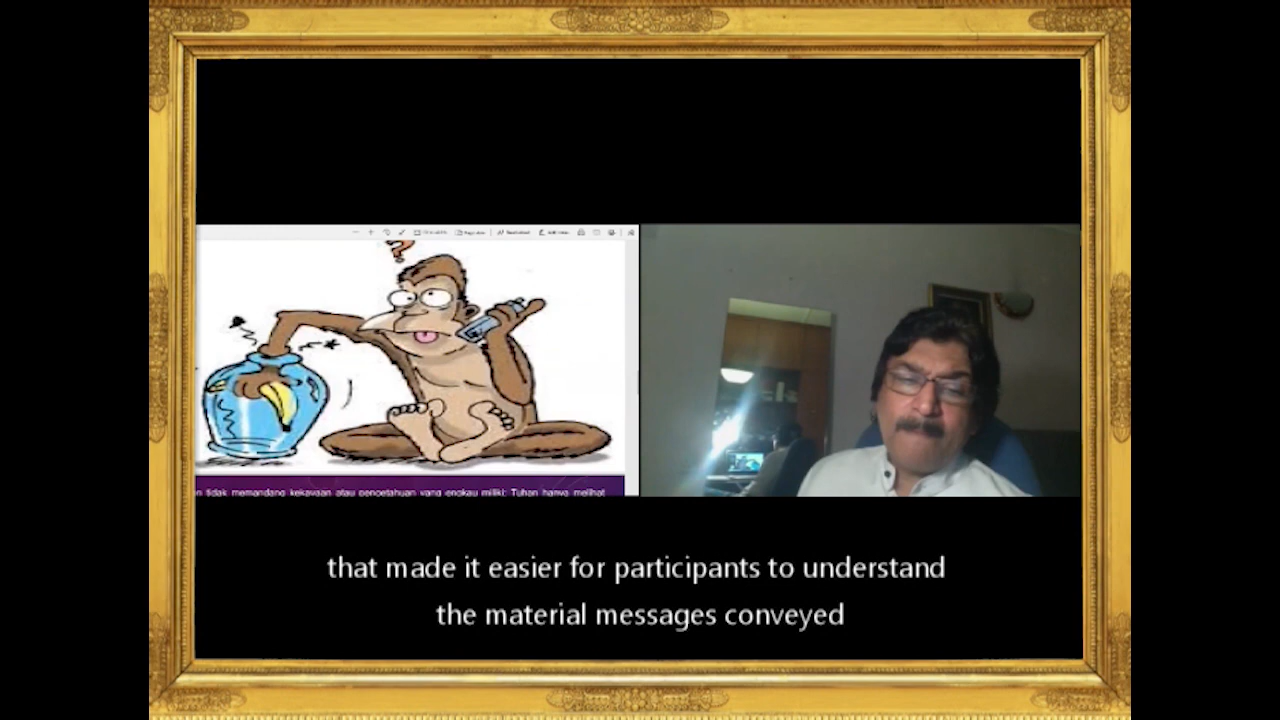 ?
tidak memandang kekayaan atau pengetahuan yang engkau miliki; Tuhan hanya melihat
that made it easier for participants to understand
the material messages conveyed